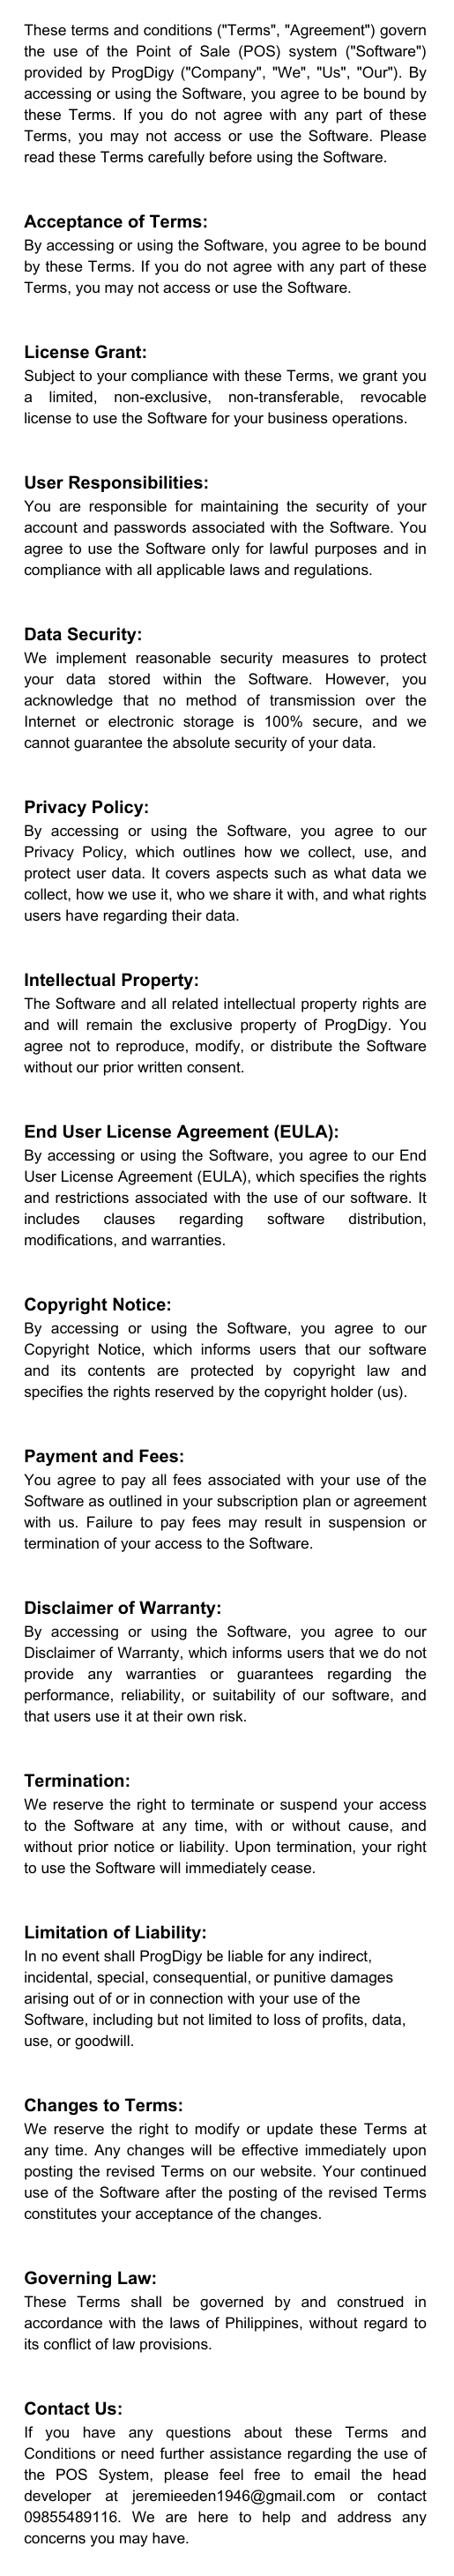 These terms and conditions ("Terms", "Agreement") govern
the use of the Point of Sale (POS) system ("Software")
provided by ProgDigy ("Company", "We", "Us", "Our"). By
accessing or using the Software, you agree to be bound by
these Terms. If you do not agree with any part of these
Terms, you may not access or use the Software. Please
read these Terms carefully before using the Software.
Acceptance of Terms:
By accessing or using the Software, you agree to be bound
by these Terms. If you do not agree with any part of these
Terms, you may not access or use the Software.
License Grant:
Subject to your compliance with these Terms, we grant you
a limited, non-exclusive, non-transferable, revocable
license to use the Software for your business operations.
User Responsibilities:
You are responsible for maintaining the security of your
account and passwords associated with the Software. You
agree to use the Software only for lawful purposes and in
compliance with all applicable laws and regulations.
Data Security:
We implement reasonable security measures to protect
your data stored within the Software. However, you
acknowledge that no method of transmission over the
Internet or electronic storage is 100% secure, and we
cannot guarantee the absolute security of your data.
Privacy Policy:
By accessing or using the Software, you agree to our
Privacy Policy, which outlines how we collect, use, and
protect user data. It covers aspects such as what data we
collect, how we use it, who we share it with, and what rights
users have regarding their data.
Intellectual Property:
The Software and all related intellectual property rights are
and will remain the exclusive property of ProgDigy. You
agree not to reproduce, modify, or distribute the Software
without our prior written consent.
End User License Agreement (EULA):
By accessing or using the Software, you agree to our End
User License Agreement (EULA), which specifies the rights
and restrictions associated with the use of our software. It
includes clauses regarding software distribution,
modifications, and warranties.
Copyright Notice:
By accessing or using the Software, you agree to our
Copyright Notice, which informs users that our software
and its contents are protected by copyright law and
specifies the rights reserved by the copyright holder (us).
Payment and Fees:
You agree to pay all fees associated with your use of the
Software as outlined in your subscription plan or agreement
with us. Failure to pay fees may result in suspension or
termination of your access to the Software.
Disclaimer of Warranty:
By accessing or using the Software, you agree to our
Disclaimer of Warranty, which informs users that we do not
provide any warranties or guarantees regarding the
performance, reliability, or suitability of our software, and
that users use it at their own risk.
Termination:
We reserve the right to terminate or suspend your access
to the Software at any time, with or without cause, and
without prior notice or liability. Upon termination, your right
to use the Software will immediately cease.
Limitation of Liability:
In no event shall ProgDigy be liable for any indirect,
incidental, special, consequential, or punitive damages
arising out of or in connection with your use of the
Software, including but not limited to loss of profits, data,
use, or goodwill.
Changes to Terms:
We reserve the right to modify or update these Terms at
any time. Any changes will be effective immediately upon
posting the revised Terms on our website. Your continued
use of the Software after the posting of the revised Terms
constitutes your acceptance of the changes.
Governing Law:
These Terms shall be governed by and construed in
accordance with the laws of Philippines, without regard to
its conflict of law provisions.
Contact Us:
If you have any questions about these Terms and
Conditions or need further assistance regarding the use of
the POS System, please feel free to email the head
developer at jeremieeden1946@gmail.com or contact
09855489116. We are here to help and address any
concerns you may have.